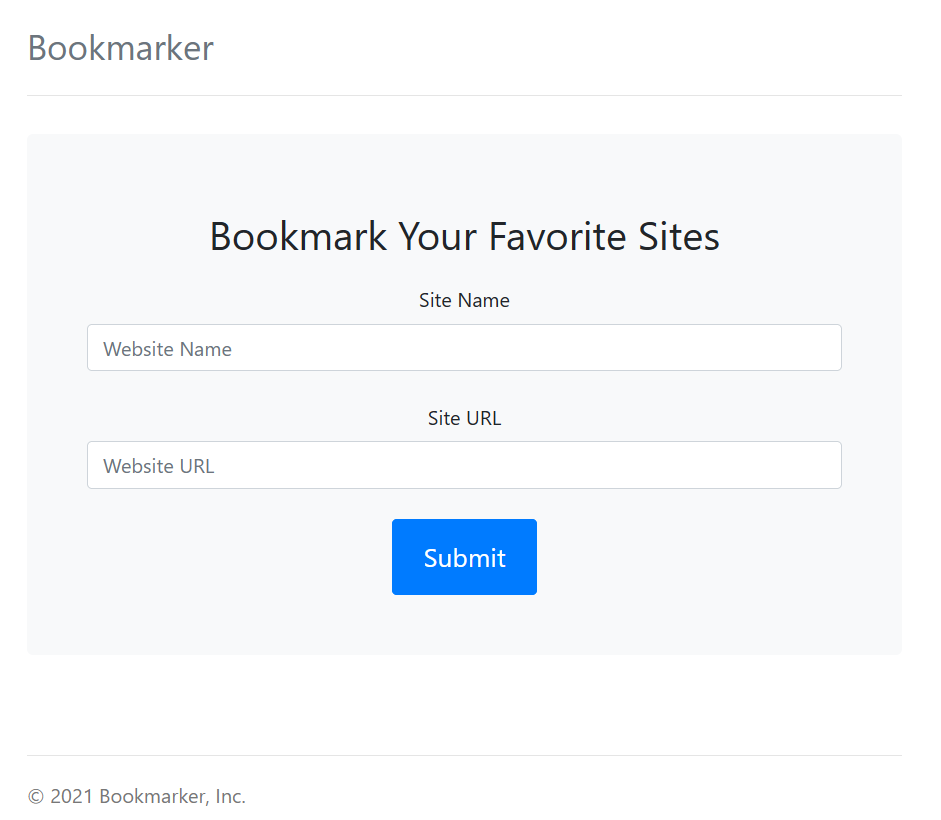 Bookmarker
Bookmark Your Favorite Sites
Site Name
Website Name
Site URL
Website URL
Submit
© 2021 Bookmarker, Inc.